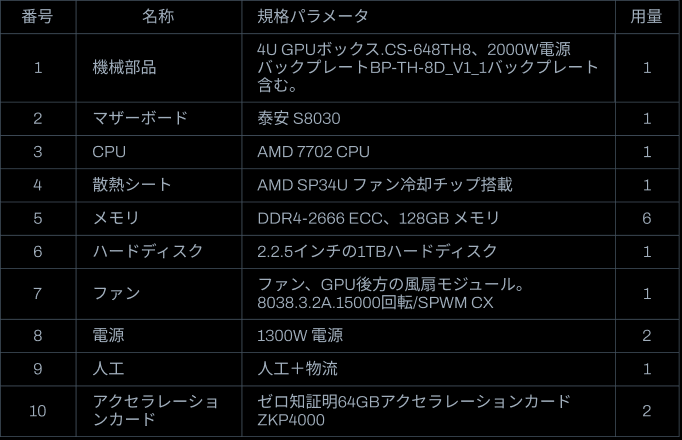 番号 名称 規格パラメータ 用量
4U GPUボックス.CS-648TH8、2000W電源
1 機械部品 バックプレートBP-TH-8D_V1_1バックプレート 1
含む。
2 マザーボード 泰安 S8030 1
3 CPU AMD 7702 CPU 1
4 散熱シート AMD SP34U ファン冷却チップ搭載 1
5 メモリ DDR4-2666 ECC、128GB メモリ 6
6 ハードディスク 2.2.5インチの1TBハードディスク 1
ファン、GPU後方の風扇モジュール。
7 ファン 1
8038.3.2A.15000回転/SPWM CX
8 電源 1300W 電源 2
9 人工 人工＋物流 1
アクセラレーショ ゼロ知証明64GBアクセラレーションカード
10 2
ンカード ZKP4000